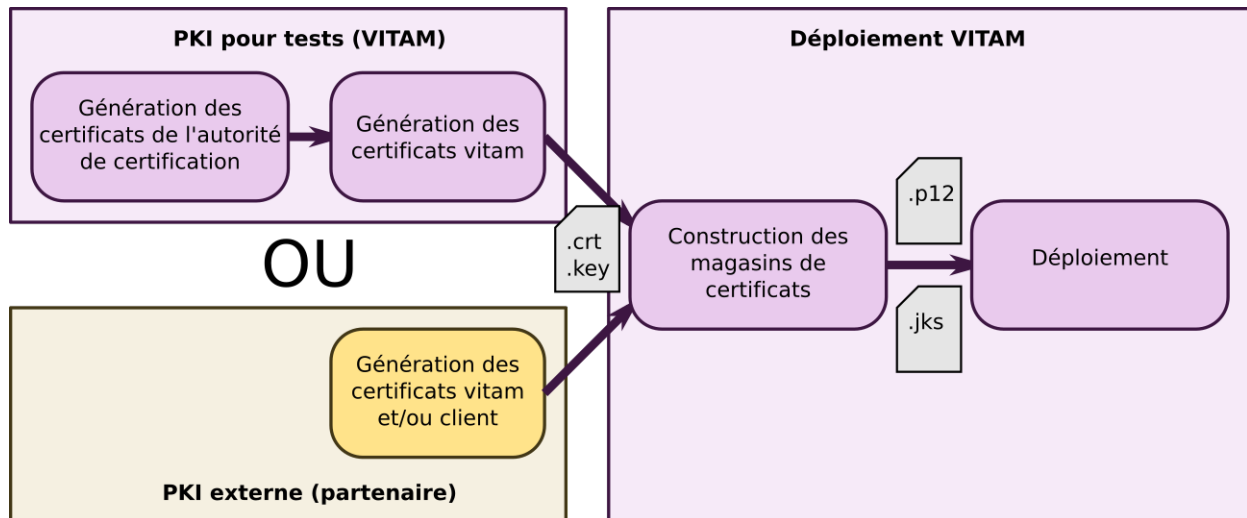 PKI pour tests (VITAM)
Génération des
certificats de l'autorité
de certification
Génération des
certificats vitam
OU
Génération des
certificats vitam
et/ou client
PKI externe (partenaire)
.crt
.key
Déploiement VITAM
Construction des
magasins de
certificats
.p12
.jks
Déploiement